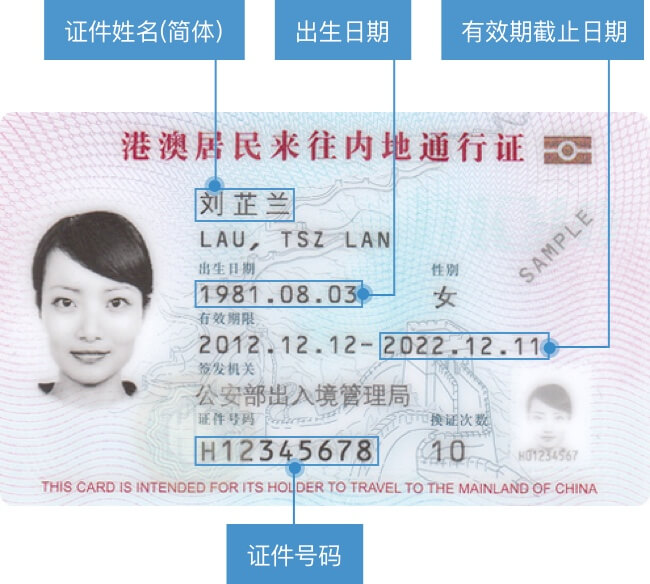 证件姓名(简体)
出生日期
有效期截止日期
港澳居民来往内地通行证
刘芷兰
LAU, TSZ LAN
出生日期
性别
1981.08.03
女
有效期限
2012.12.12-2022.12.11
签发机关
公安部出入境管理局
证件号码
换证次数
H12345678
10
SAMPLE
H01234567
THIS CARD IS INTENDED FOR ITS HOLDER TO TRAVEL TO THE MAINLAND OF CHINA
证件号码